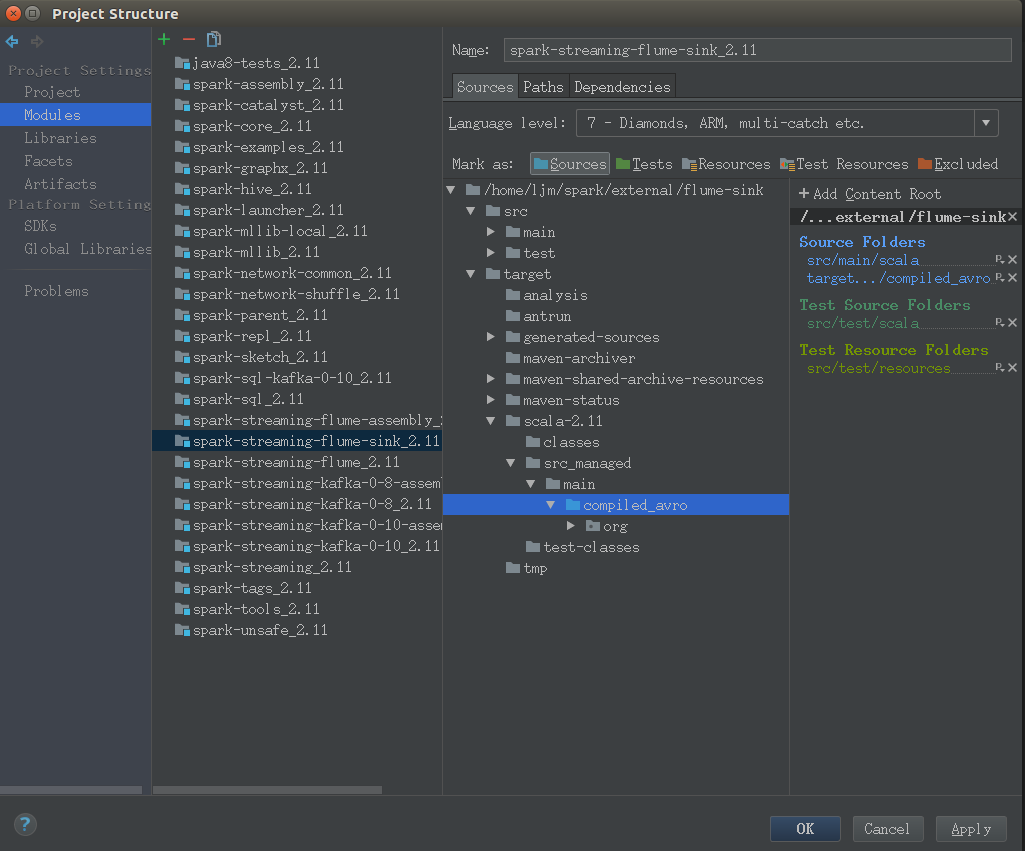 Project Structure
Project Settings
Project
Modules
Libraries
Facets
Artifacts
Platform Setting
SDKs
Global Libraries
Problems
java8-tests_2.11
spark-assembly_2.11
spark-catalyst_2.11
spark-core_2.11
spark-examples_2.11
spark-graphx_2.11
spark-hive_2.11
spark-launcher_2.11
spark-mllib-local_2.11
spark-mllib_2.11
spark-network-common_2.11
spark-network-shuffle_2.11
spark-parent_2.11
spark-repl_2.11
spark-sketch_2.11
spark-sql-kafka-0-10_2.11
spark-sql_2.11
spark-streaming-flume-assembly_2
spark-streaming-flume-sink_2.11
spark-streaming-flume_2.11
spark-streaming-kafka-0-8-assem
spark-streaming-kafka-0-8_2.11
spark-streaming-kafka-0-10-asse
spark-streaming-kafka-0-10_2.11
spark-streaming_2.11
spark-tags_2.11
spark-tools_2.11
spark-unsafe_2.11
Name: spark-streaming-flume-sink_2.11
Sources Paths Dependencies
Language level: 7 - Diamonds, ARM, multi-catch etc.
Mark as: Sources Tests Resources Test Resources Excluded
/home/ljm/spark/external/flume-sink
src
main
test
target
analysis
antrun
generated-sources
maven-archiver
maven-shared-archive-resources
maven-status
scala-2.11
classes
src_managed
main
compiled_avro
org
test-classes
tmp
+ Add Content Root
/...external/flume-sink
Source Folders
src/main/scala
target.../compiled_avro
Test Source Folders
src/test/scala
Test Resource Folders
src/test/resources
?
OK Cancel Apply